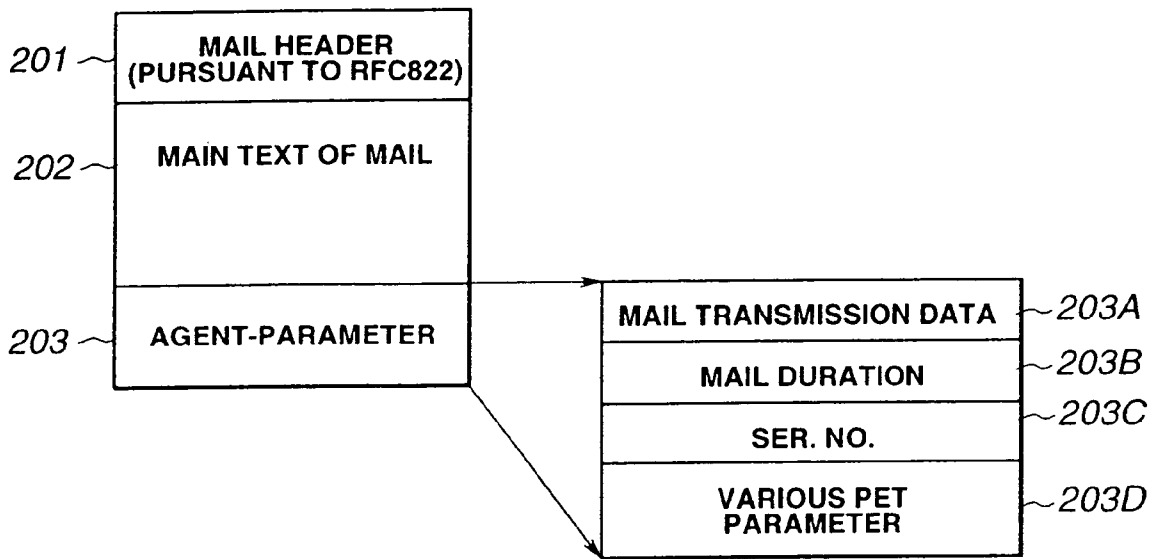 201
MAIL HEADER
(PURSUANT TO RFC822)
202
MAIN TEXT OF MAIL
203
AGENT-PARAMETER
MAIL TRANSMISSION DATA
203A
MAIL DURATION
203B
SER. NO.
203C
VARIOUS PET
PARAMETER
203D